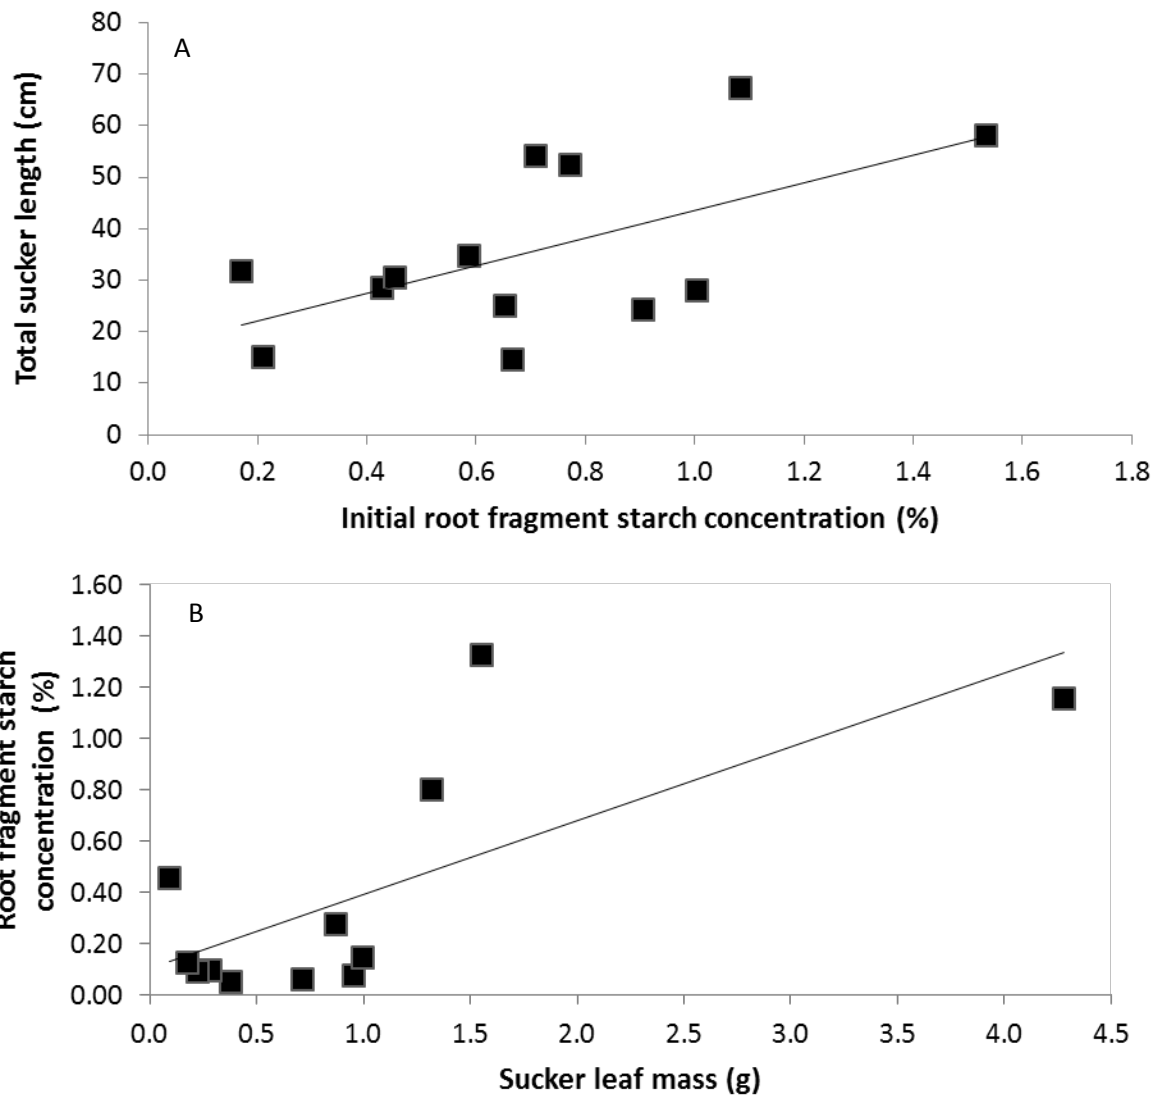 80
70
60
50
40
30
20
10
0
A
Total sucker length (cm)
0.0 0.2 0.4 0.6 0.8 1.0 1.2 1.4 1.6 1.8
Initial root fragment starch concentration (%)
1.60
1.40
1.20
1.00
0.80
0.60
0.40
0.20
0.00
B
Root fragment starch
concentration (%)
0.0 0.5 1.0 1.5 2.0 2.5 3.0 3.5 4.0 4.5
Sucker leaf mass (g)